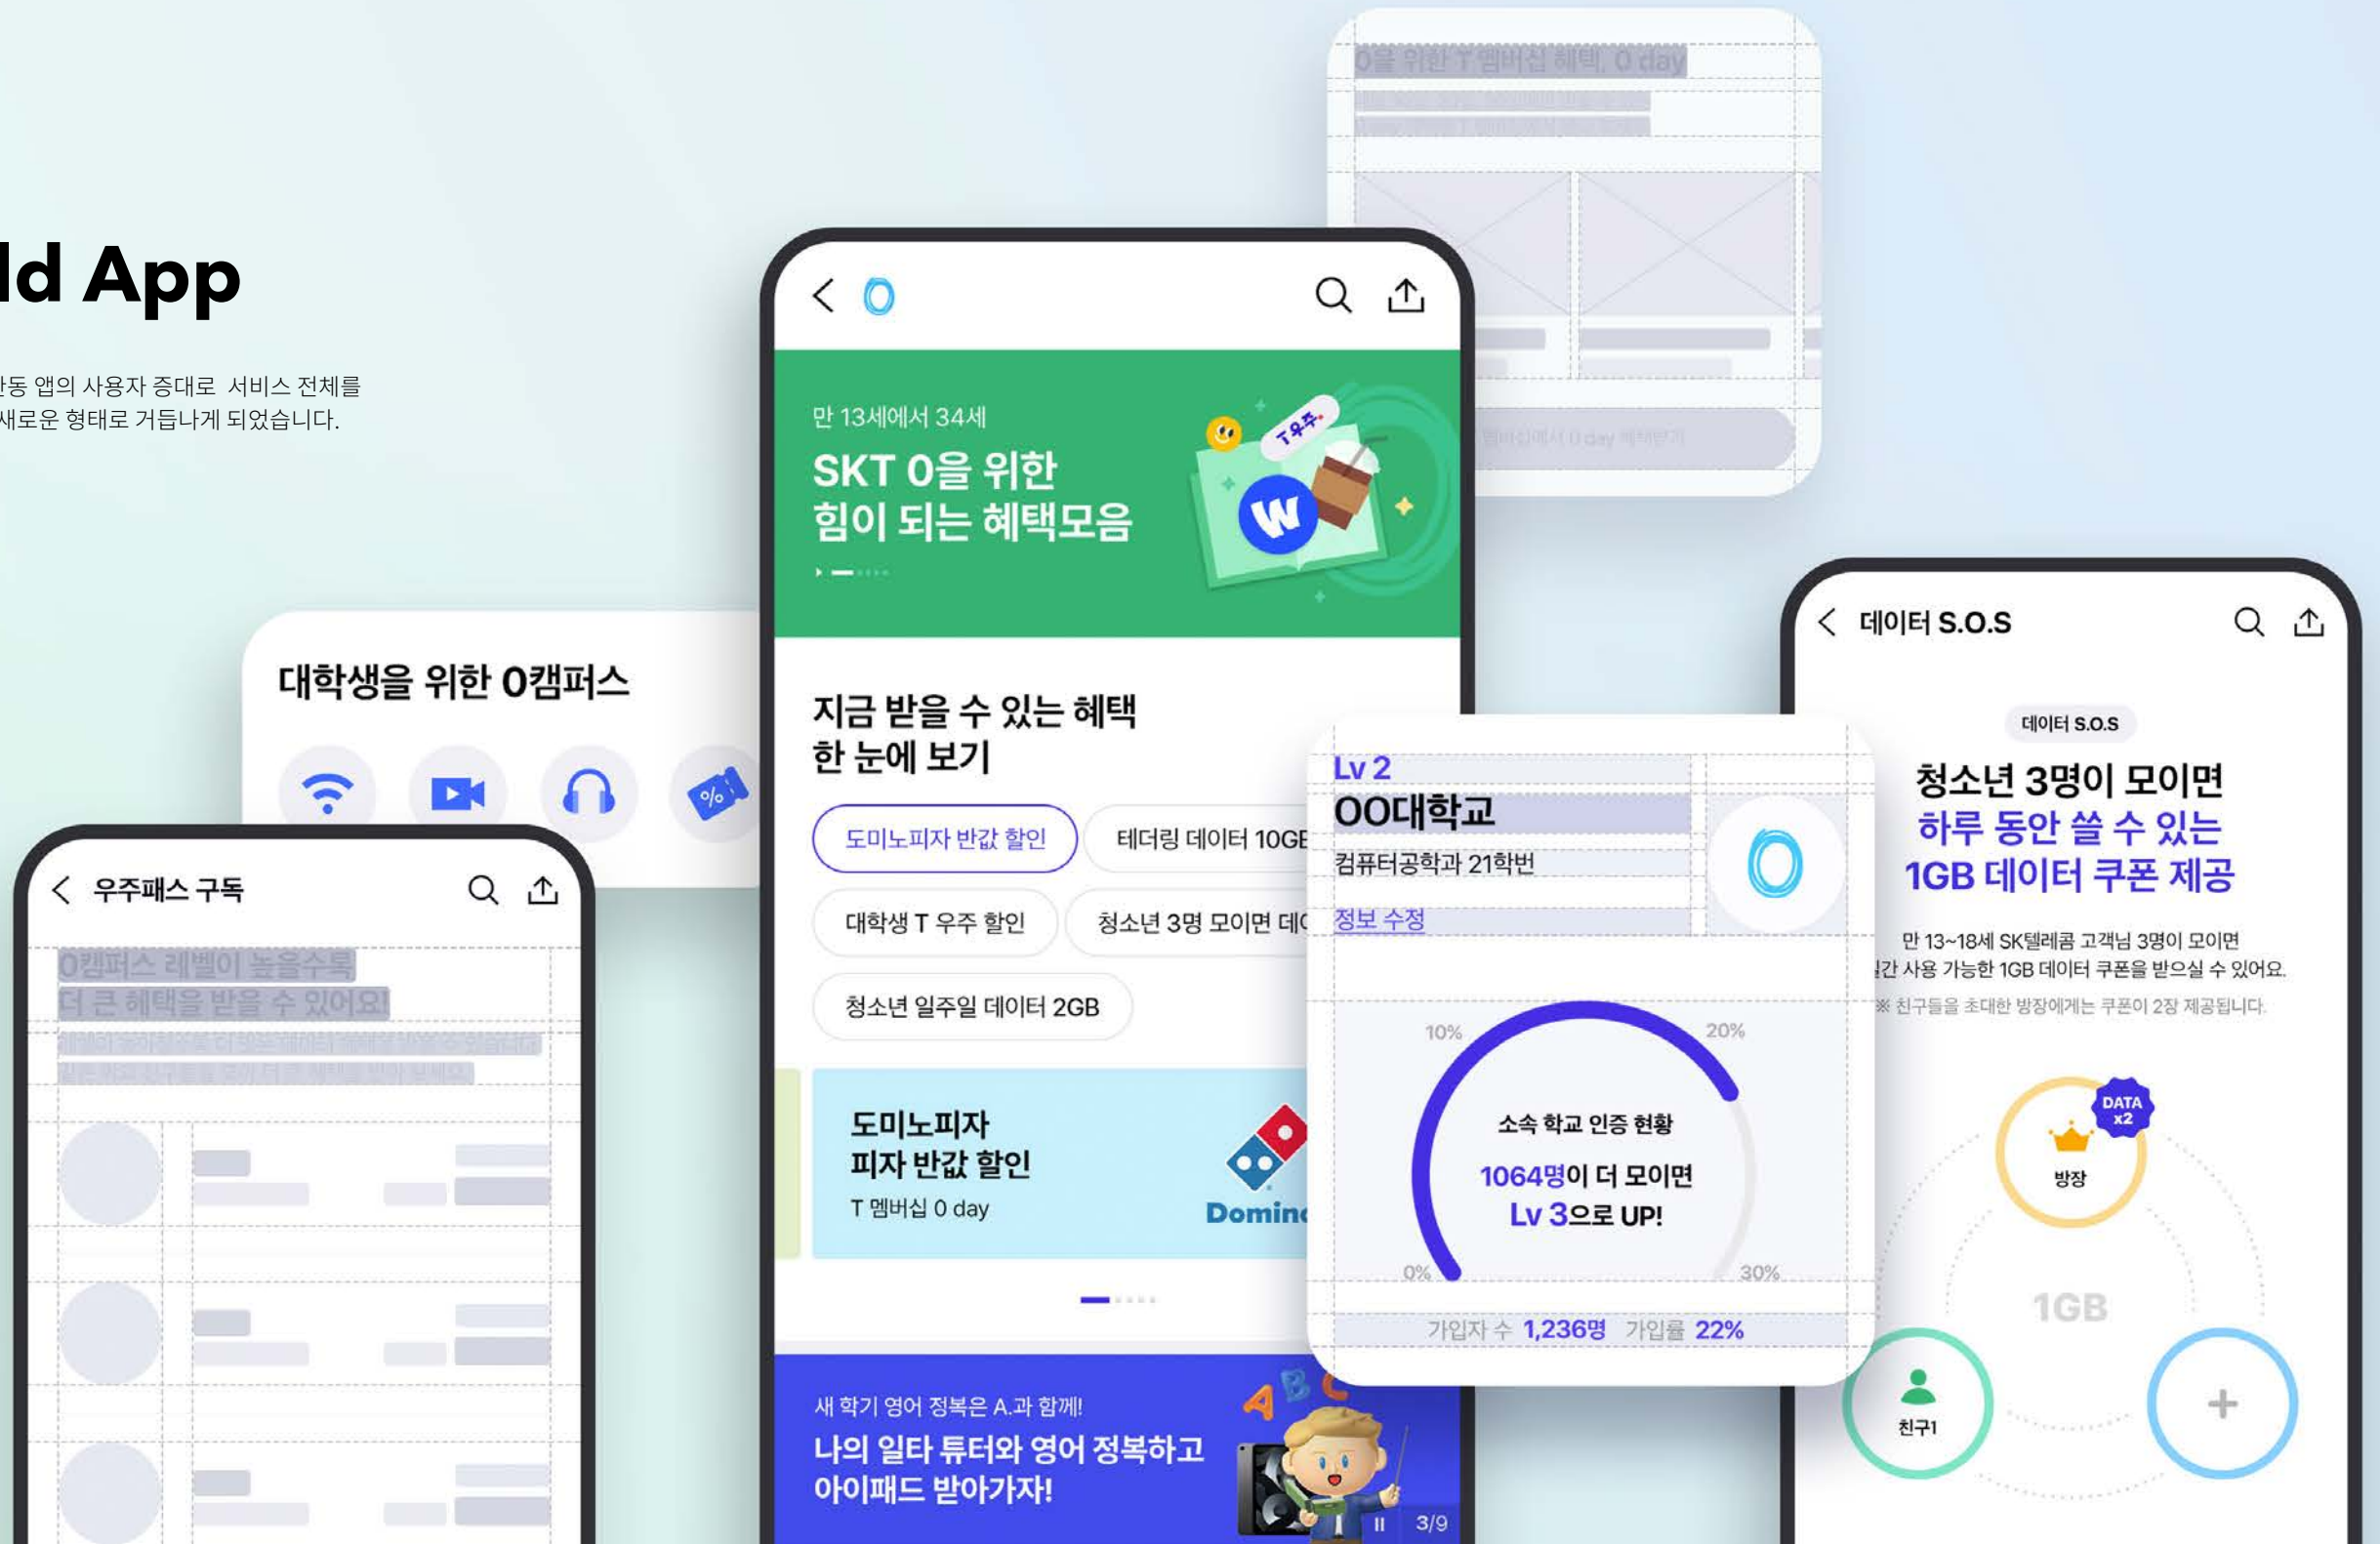 ld App
동 앱의 사용자 증대로 서비스 전체를
새로운 형태로 거듭나게 되었습니다.
0을 위한 T 멤버십 혜택, 0 day
멤버십에서 0 day 혜택받기
만 13세에서 34세
SKT 0을 위한
힘이 되는 혜택모음
T우주.
W
지금 받을 수 있는 혜택
한 눈에 보기
도미노피자 반값 할인
테더링 데이터 10GB
대학생 T 우주 할인
청소년 3명 모이면
청소년 일주일 데이터 2GB
도미노피자
피자 반값 할인
T 멤버십 0 day
Domino
새 학기 영어 정복은 A.과 함께!
나의 일타 튜터와 영어 정복하고
아이패드 받아가자!
A B C
3/9
대학생을 위한 0캠퍼스
%
우주패스 구독
0캠퍼스 레벨이 높을수록
더 큰 혜택을 받을 수 있어요!
Lv 2
OO대학교
컴퓨터공학과 21학번
정보 수정
10%
20%
소속 학교 인증 현황
1064명이 더 모이면
Lv 3으로 UP!
0%
30%
가입자 수 1,236명 가입률 22%
데이터 S.O.S
데이터 S.O.S
청소년 3명이 모이면
하루 동안 쓸 수 있는
1GB 데이터 쿠폰 제공
만 13~18세 SK텔레콤 고객님 3명이 모이면
간 사용 가능한 1GB 데이터 쿠폰을 받으실 수 있어요.
※ 친구들을 초대한 방장에게는 쿠폰이 2장 제공됩니다.
DATA
x2
방장
1GB
친구1